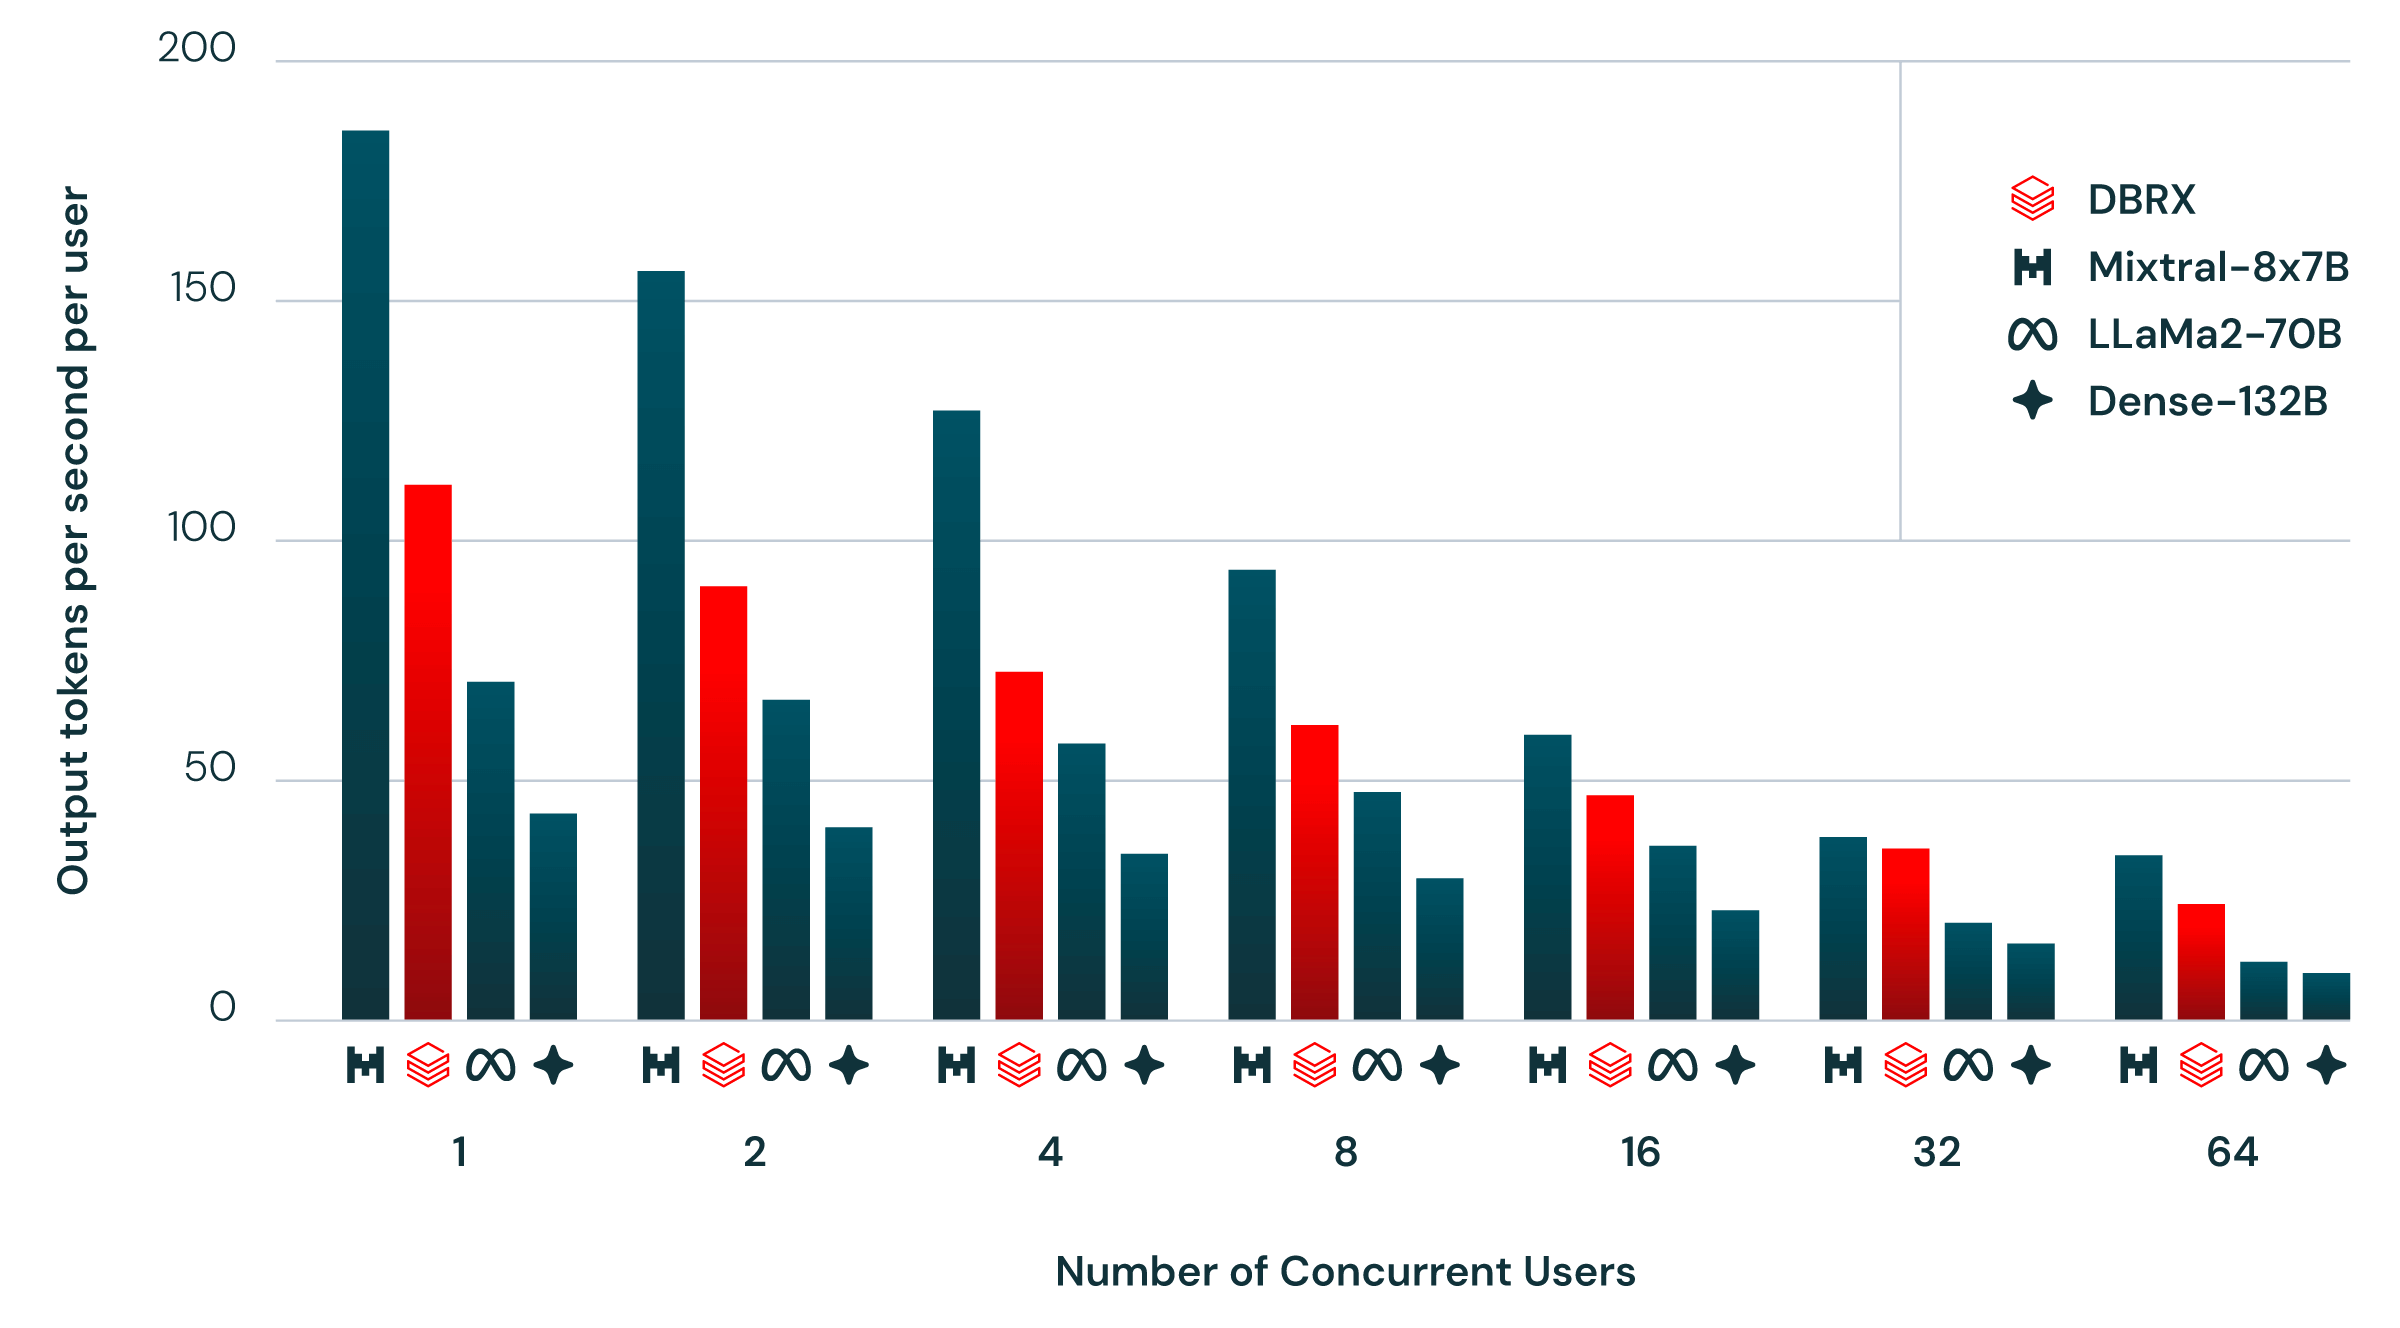 Output tokens per second per user
200
150
100
50
0
DBRX
Mixtral-8x7B
LLaMa2-70B
Dense-132B
1 2 4 8 16 32 64
Number of Concurrent Users